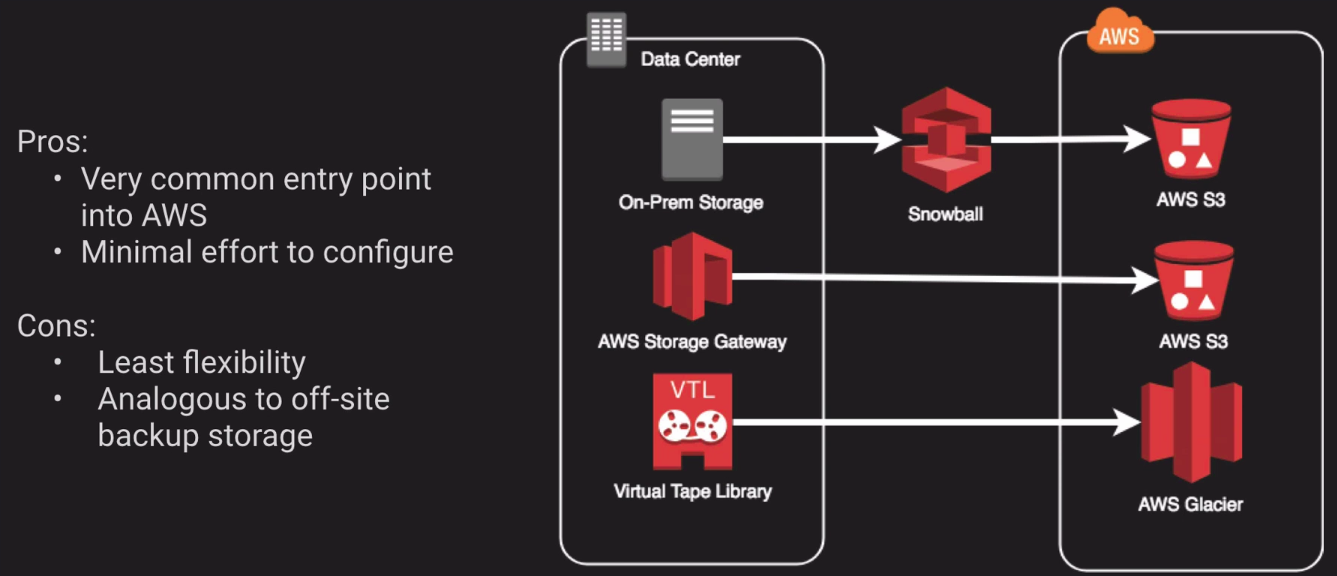 Pros:
• Very common entry point
into AWS
• Minimal effort to configure
Cons:
• Least flexibility
• Analogous to off-site
backup storage
Data Center
On-Prem Storage
AWS Storage Gateway
VTL
Virtual Tape Library
Snowball
AWS
AWS S3
AWS S3
AWS Glacier